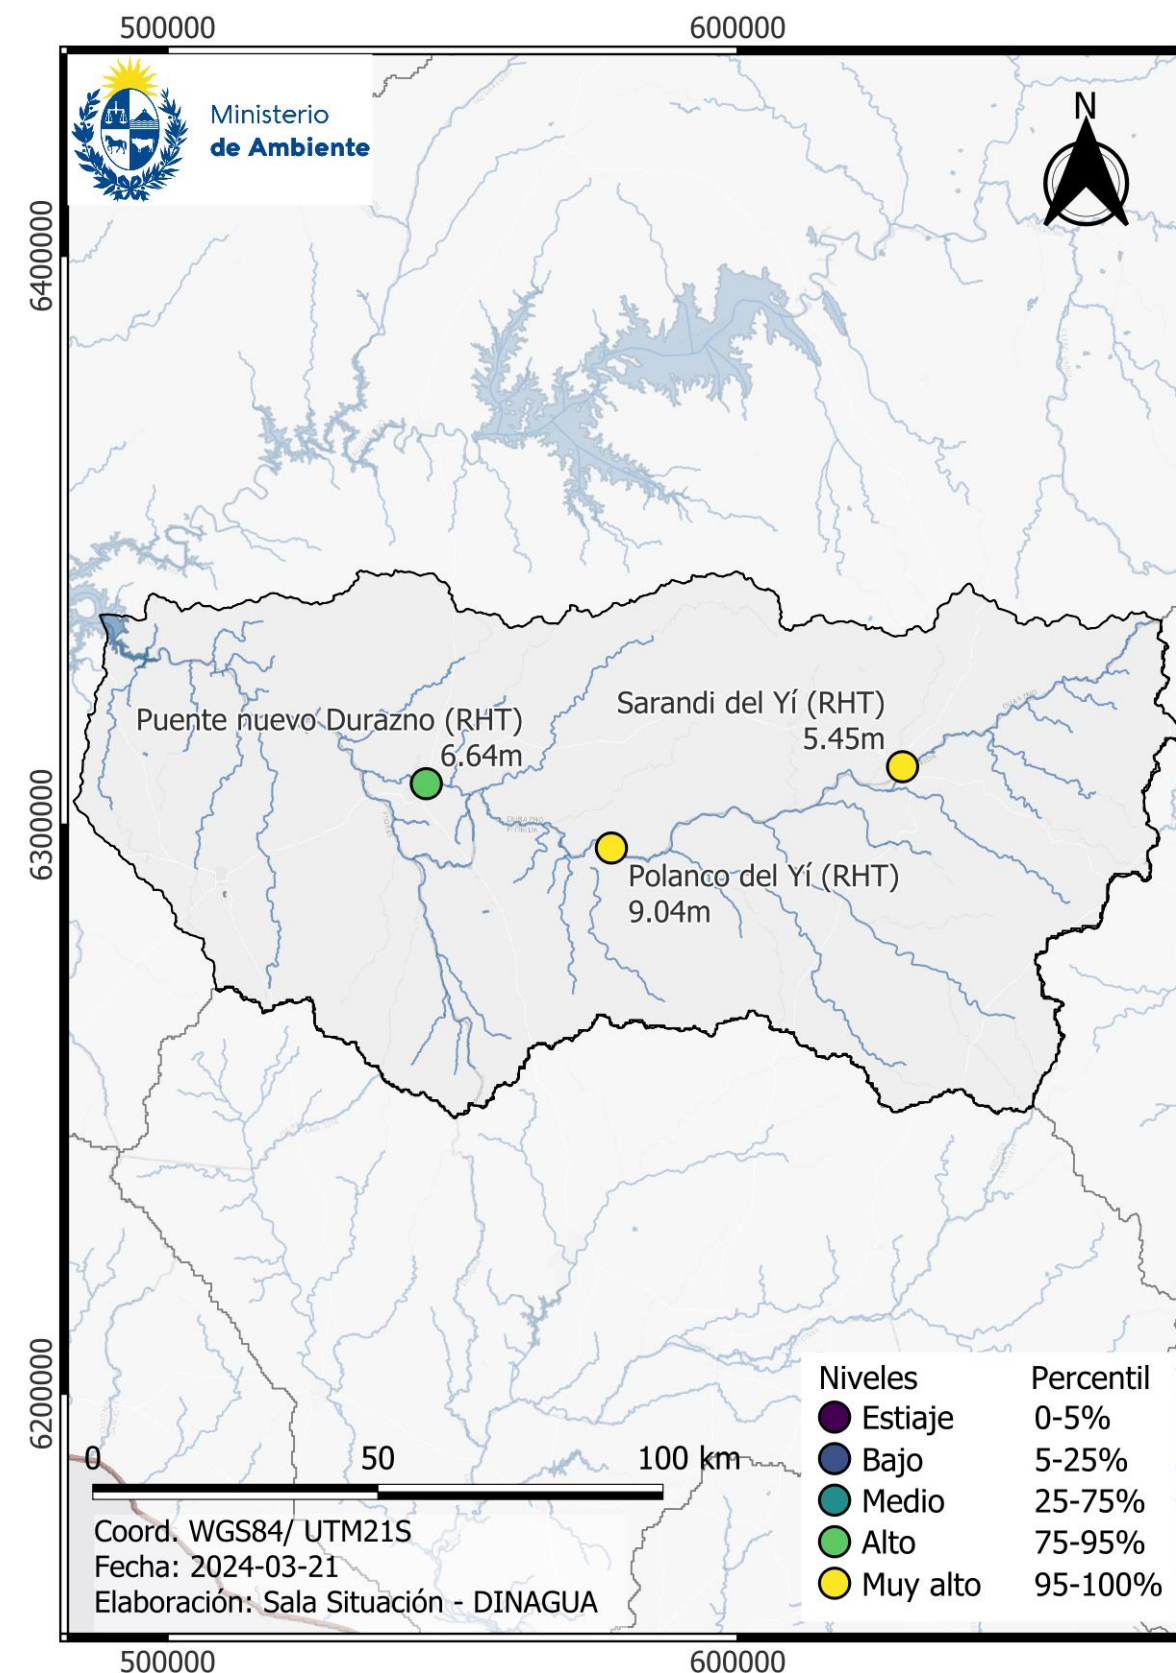 500000 600000
Ministerio
de Ambiente
N
6400000
6300000
6200000
Sarandi del Yí (RHT)
5.45m
Puente nuevo Durazno (RHT)
6.64m
DURAZNO
Polanco del Yí (RHT)
9.04m
Niveles Percentil
Estiaje 0-5%
Bajo 5-25%
Medio 25-75%
Alto 75-95%
Muy alto 95-100%
0 50 100 km
Coord. WGS84/ UTM21S
Fecha: 2024-03-21
Elaboración: Sala Situación - DINAGUA
500000 600000